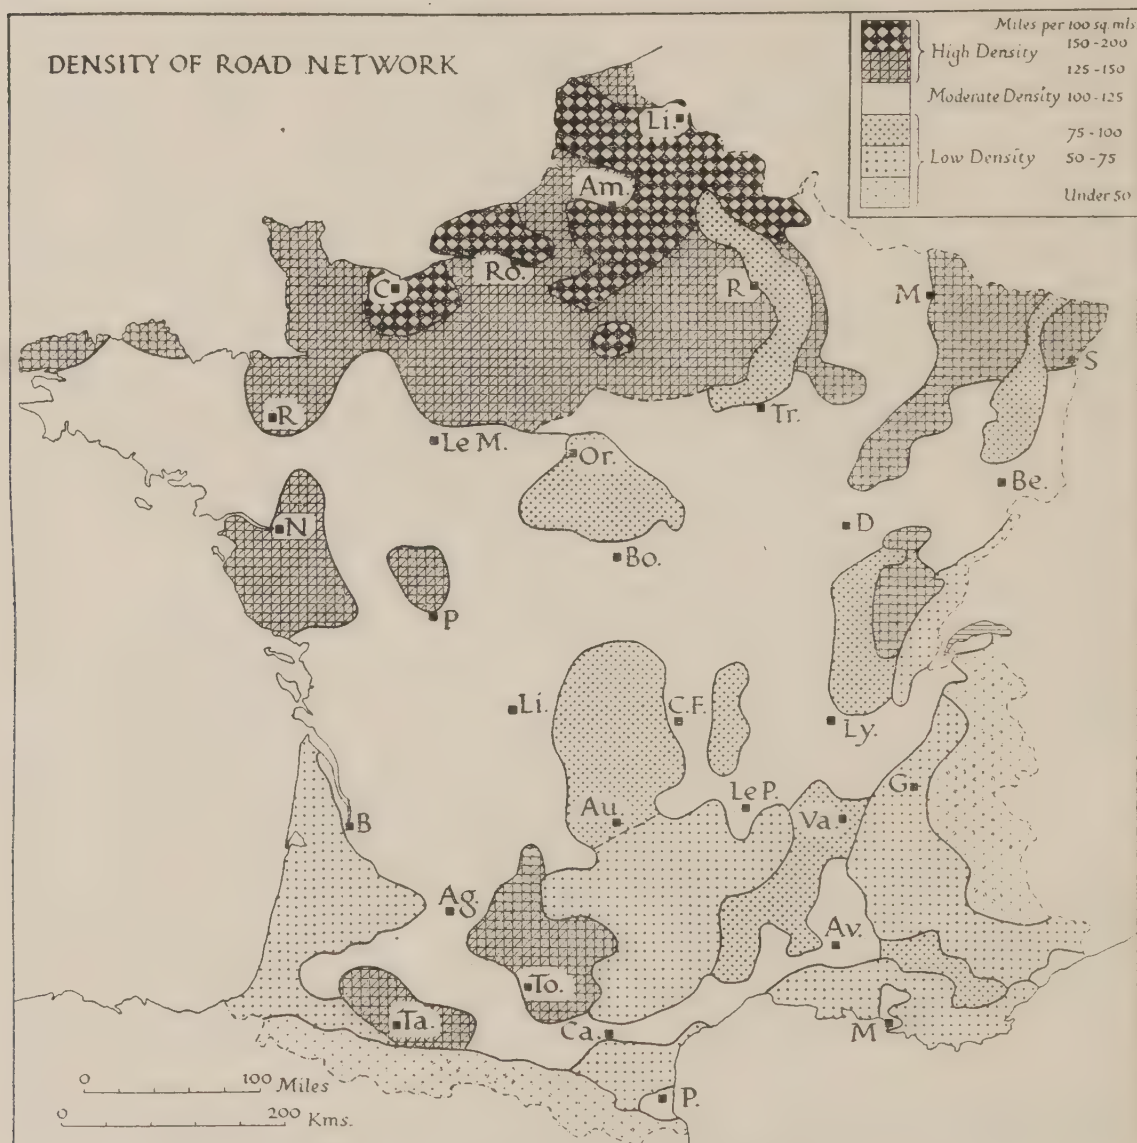 DENSITY OF ROAD NETWORK
Miles per 100 sq. mls.
High Density 150-200
125-150
Moderate Density 100-125
75-100
Low Density 50-75
Under 50
Li.
Am.
Ro.
C
R
M
S
R
Le M.
Or.
Tr.
Be.
N
Bo.
D
P
Li.
C.F.
Ly.
B
Au.
Le P.
Va.
G
Ag.
Av.
To.
Ta.
Ca.
M
P.
0 100 Miles
0 200 Kms.